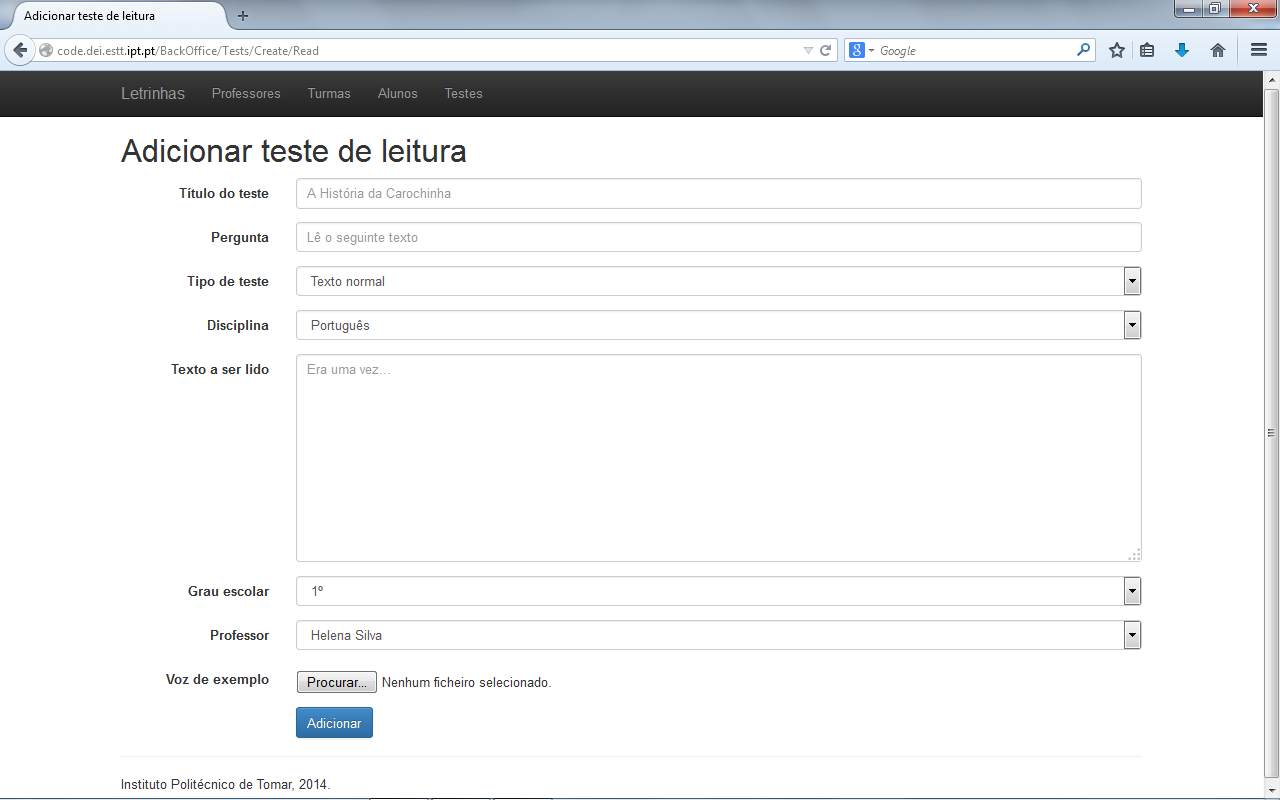 Adicionar teste de leitura
code.dei.estt.ipt.pt/BackOffice/Tests/Create/Read
Google
Letrinhas Professores Turmas Alunos Testes
Adicionar teste de leitura
Título do teste A História da Carochinha
Pergunta Lê o seguinte texto
Tipo de teste Texto normal
Disciplina Português
Texto a ser lido Era uma vez...
Grau escolar 1º
Professor Helena Silva
Voz de exemplo Procurar... Nenhum ficheiro selecionado.
Adicionar
Instituto Politécnico de Tomar, 2014.